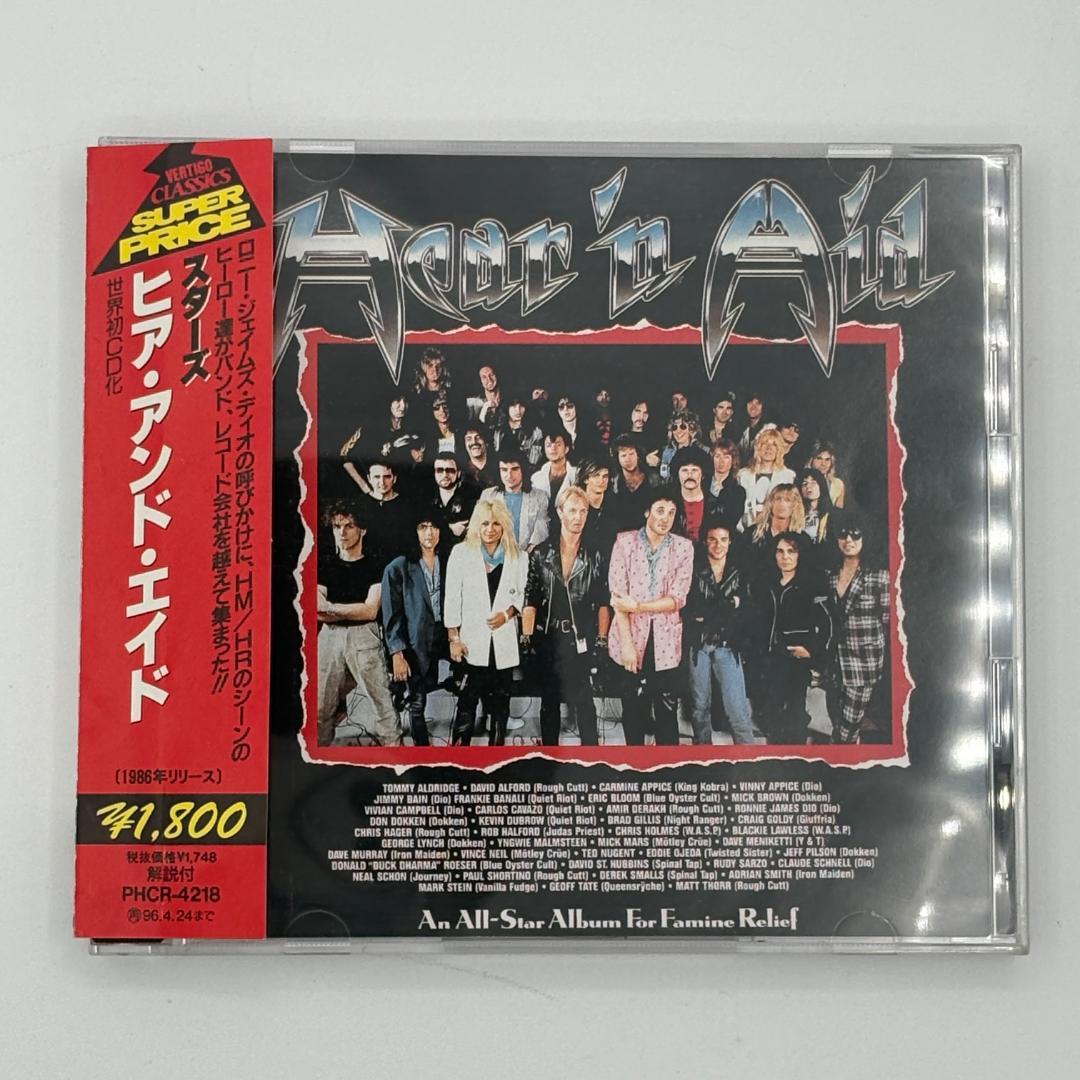 VERTIGO
CLASSICS
SUPER
PRICE
ロニー・ジェイムズ・ディオの呼びかけに、HM/HRのシーンの
ヒーロー達がバンド、レコード会社を越えて集まった!!
スターズ
ヒア・アンド・エイド
世界初CD化
〔1986年リリース〕
¥1,800
税抜価格¥1,748
解説付
PHCR-4218
96.4.24まで
Hear 'n Aid
TOMMY ALDRIDGE • DAVID ALFORD (Rough Cutt) • CARMINE APPICE (King Kobra) • VINNY APPICE (Dio)
JIMMY BAIN (Dio) FRANKIE BANALI (Quiet Riot) • ERIC BLOOM (Blue Oyster Cult) • MICK BROWN (Dokken)
VIVIAN CAMPBELL (Dio) • CARLOS CAVAZO (Quiet Riot) • AMIR DERAKH (Rough Cutt) • RONNIE JAMES DIO (Dio)
DON DOKKEN (Dokken) • KEVIN DUBROW (Quiet Riot) • BRAD GILLIS (Night Ranger) • CRAIG GOLDY (Giuffria)
CHRIS HAGER (Rough Cutt) • ROB HALFORD (Judas Priest) • CHRIS HOLMES (W.A.S.P) • BLACKIE LAWLESS (W.A.S.P)
GEORGE LYNCH (Dokken) • YNGWIE MALMSTEEN • MICK MARS (Mötley Crüe) • DAVE MENIKETTI (Y & T)
DAVE MURRAY (Iron Maiden) • VINCE NEIL (Mötley Crüe) • TED NUGENT • EDDIE OJEDA (Twisted Sister) • JEFF PILSON (Dokken)
DONALD "BUCK DHARMA" ROESER (Blue Oyster Cult) • DAVID ST. HUBBINS (Spinal Tap) • RUDY SARZO • CLAUDE SCHNELL (Dio)
NEAL SCHON (Journey) • PAUL SHORTINO (Rough Cutt) • DEREK SMALLS (Spinal Tap) • ADRIAN SMITH (Iron Maiden)
MARK STEIN (Vanilla Fudge) • GEOFF TATE (Queensrÿche) • MATT THORR (Rough Cutt)
An All-Star Album For Famine Relief